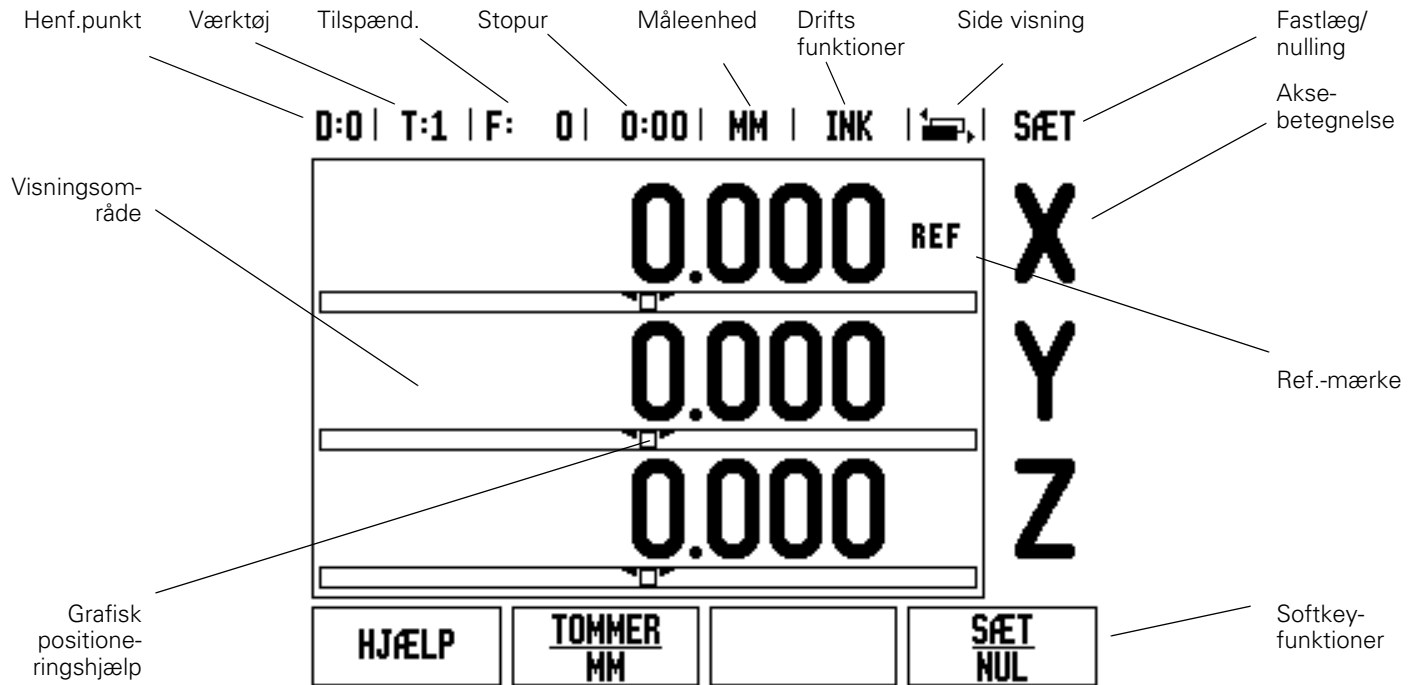 Henf.punkt
Værktøj
Tilspænd.
Stopur
Måleenhed
Drifts
funktioner
Side visning
Fastlæg/
nulling
D:0 | T:1 | F: 0 | 0:00 | MM | INK | | SÆT
Akse-
betegnelse
Visningsom-
råde
0.000 REF X
0.000 Y
Ref.-mærke
0.000 Z
Grafisk
positione-
ringshjælp
HJÆLP
TOMMER
MM
SÆT
NUL
Softkey-
funktioner